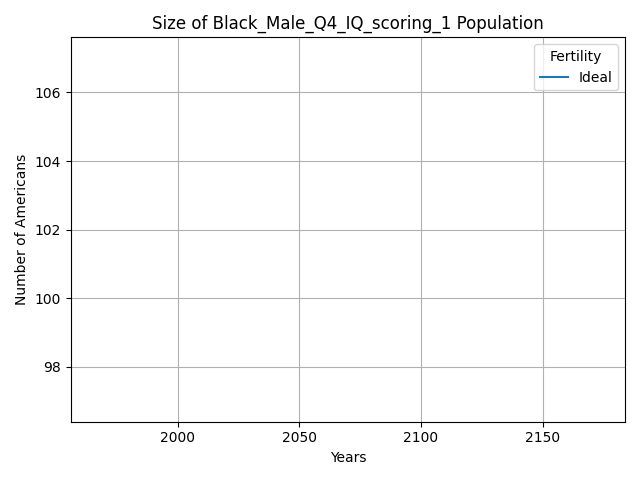 Size of Black_Male_Q4_IQ_scoring_1 Population
Fertility
Ideal
106
104
102
100
98
Number of Americans
2000 2050 2100 2150
Years